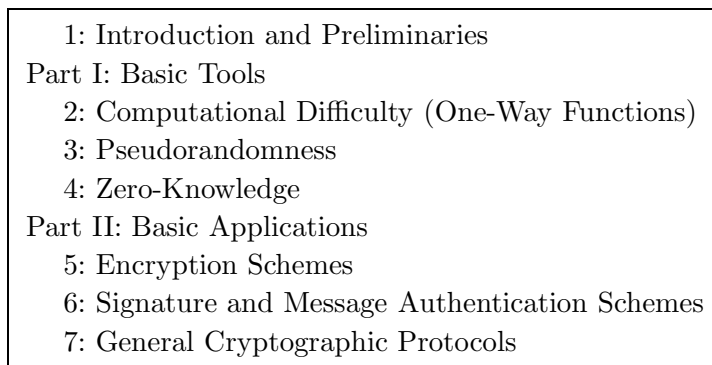 1: Introduction and Preliminaries
Part I: Basic Tools
2: Computational Difficulty (One-Way Functions)
3: Pseudorandomness
4: Zero-Knowledge
Part II: Basic Applications
5: Encryption Schemes
6: Signature and Message Authentication Schemes
7: General Cryptographic Protocols